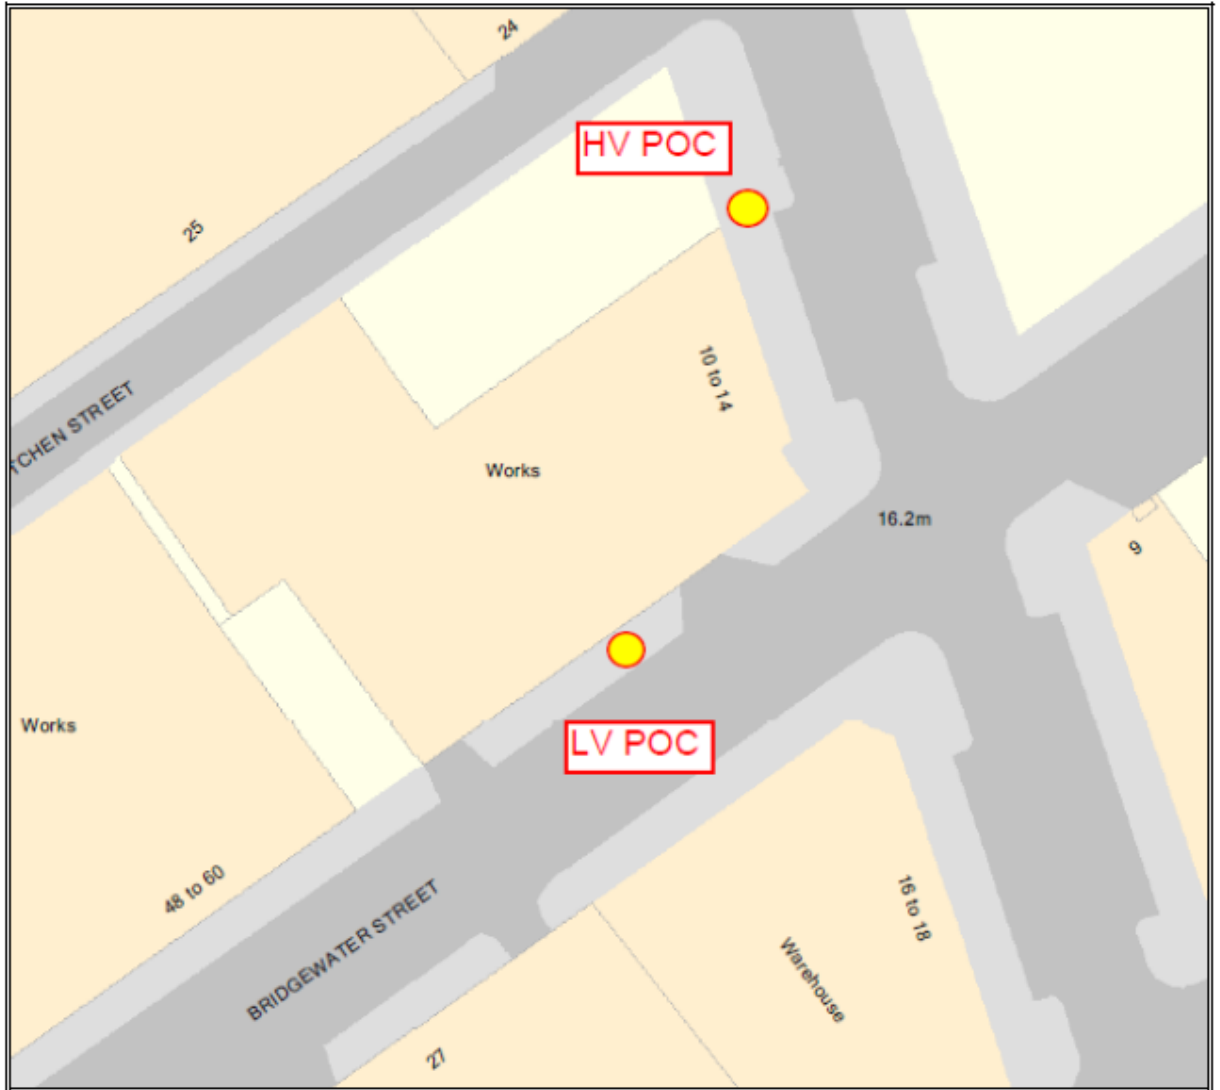 24
HV POC
25
10 to 14
TCHEN STREET
Works
16.2m
9
LV POC
Works
48 to 60
BRIDGEWATER STREET
16 to 18
Warehouse
27